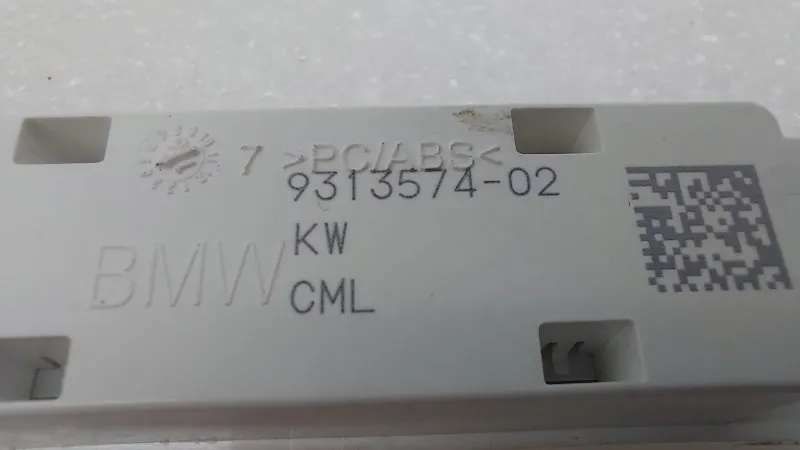 7 >PC/ABS<
9313574-02
KW
BMW
CML